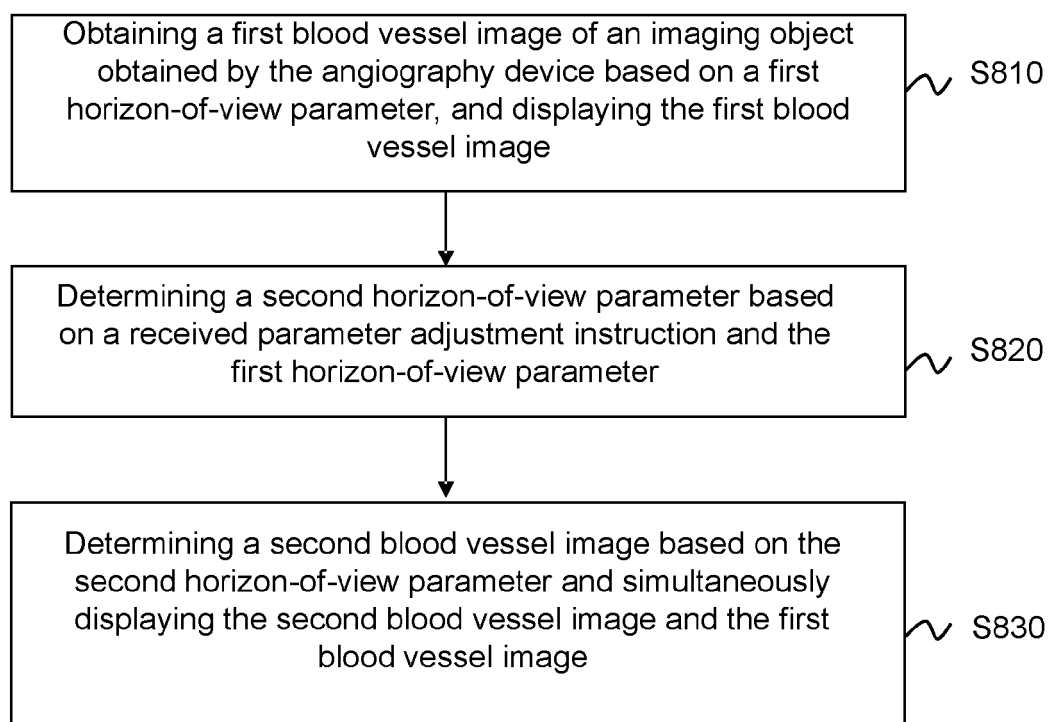 Obtaining a first blood vessel image of an imaging object
obtained by the angiography device based on a first
horizon-of-view parameter, and displaying the first blood
vessel image
S810
Determining a second horizon-of-view parameter based
on a received parameter adjustment instruction and the
first horizon-of-view parameter
S820
Determining a second blood vessel image based on the
second horizon-of-view parameter and simultaneously
displaying the second blood vessel image and the first
blood vessel image
S830